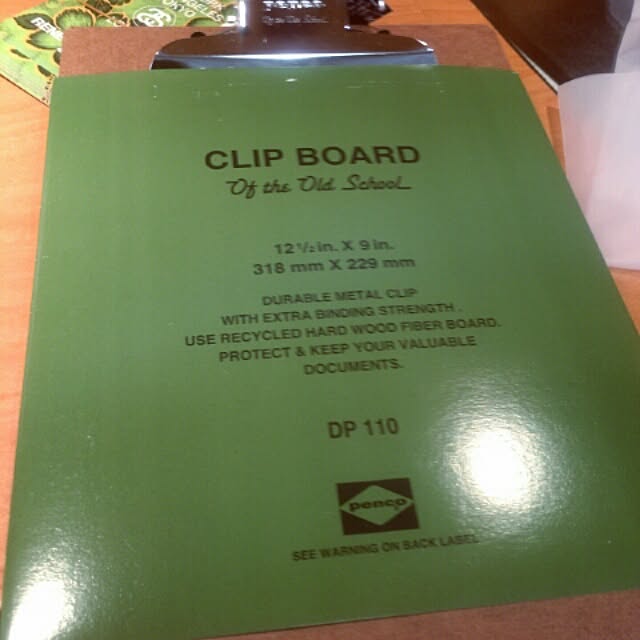 CLIP BOARD
Of the Old School
12 1/2 in. X 9 in.
318 mm X 229 mm
DURABLE METAL CLIP
WITH EXTRA BINDING STRENGTH.
USE RECYCLED HARD WOOD FIBER BOARD.
PROTECT & KEEP YOUR VALUABLE
DOCUMENTS.
DP 110
penco
SEE WARNING ON BACK LABEL